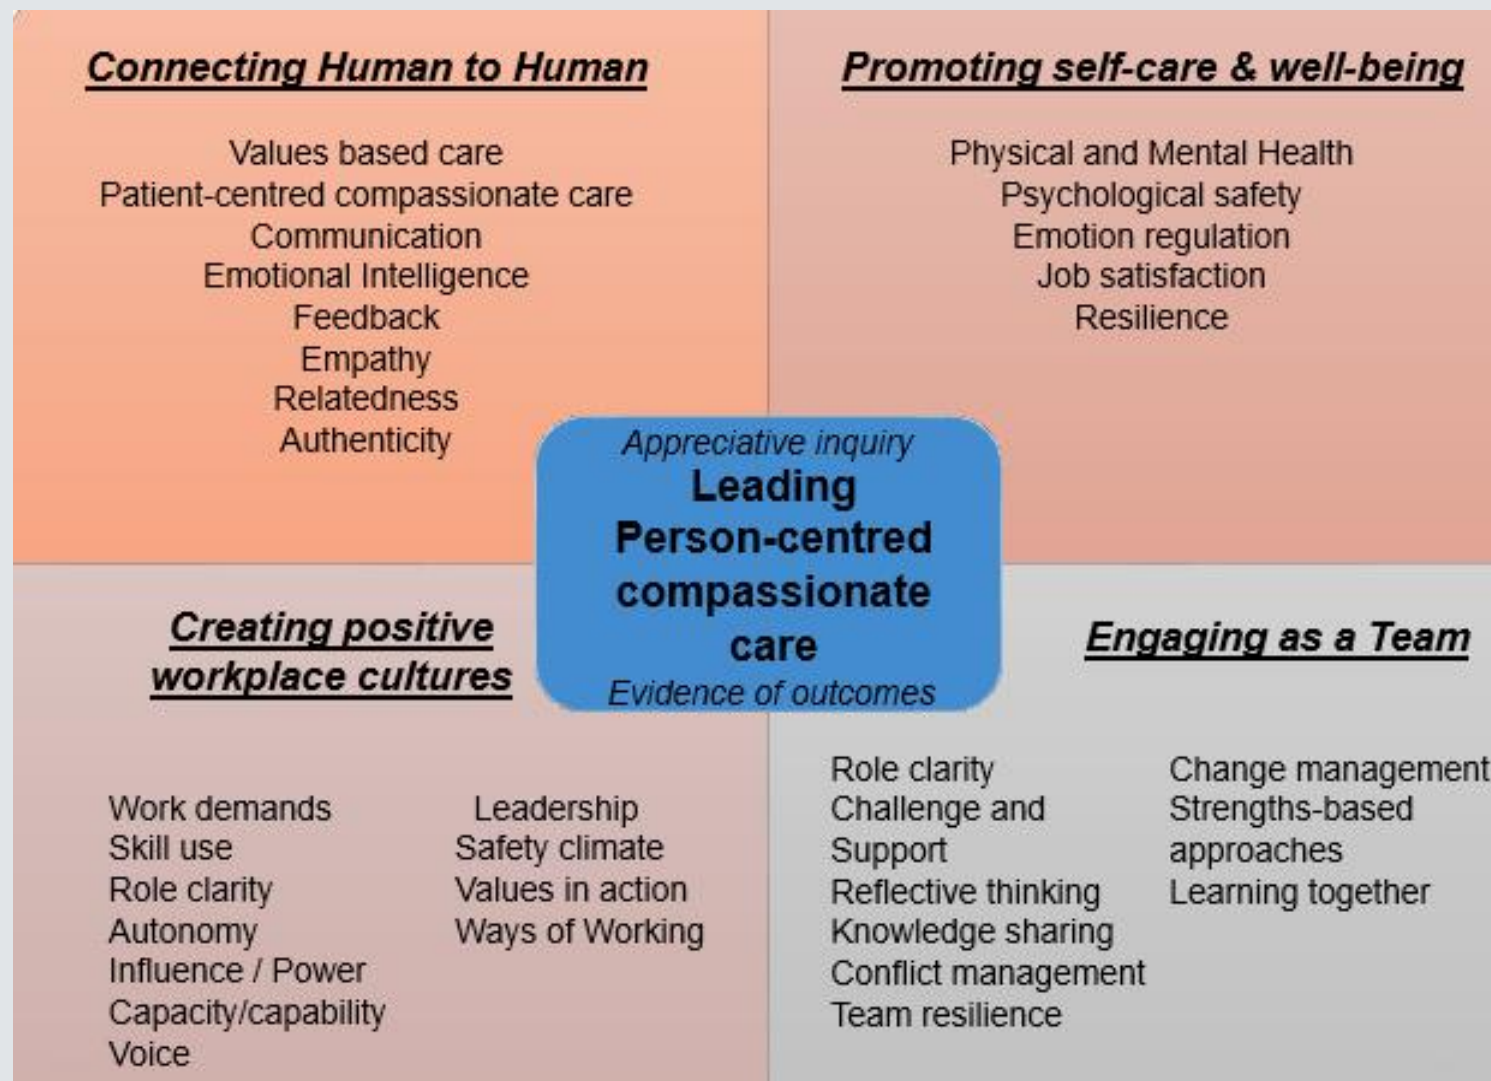 Connecting Human to Human
Values based care
Patient-centred compassionate care
Communication
Emotional Intelligence
Feedback
Empathy
Relatedness
Authenticity
Promoting self-care & well-being
Physical and Mental Health
Psychological safety
Emotion regulation
Job satisfaction
Resilience
Appreciative inquiry
Leading
Person-centred
compassionate
care
Evidence of outcomes
Creating positive
workplace cultures
Work demands
Skill use
Role clarity
Autonomy
Influence / Power
Capacity/capability
Voice
Leadership
Safety climate
Values in action
Ways of Working
Engaging as a Team
Role clarity
Challenge and
Support
Reflective thinking
Knowledge sharing
Conflict management
Team resilience
Change management
Strengths-based
approaches
Learning together